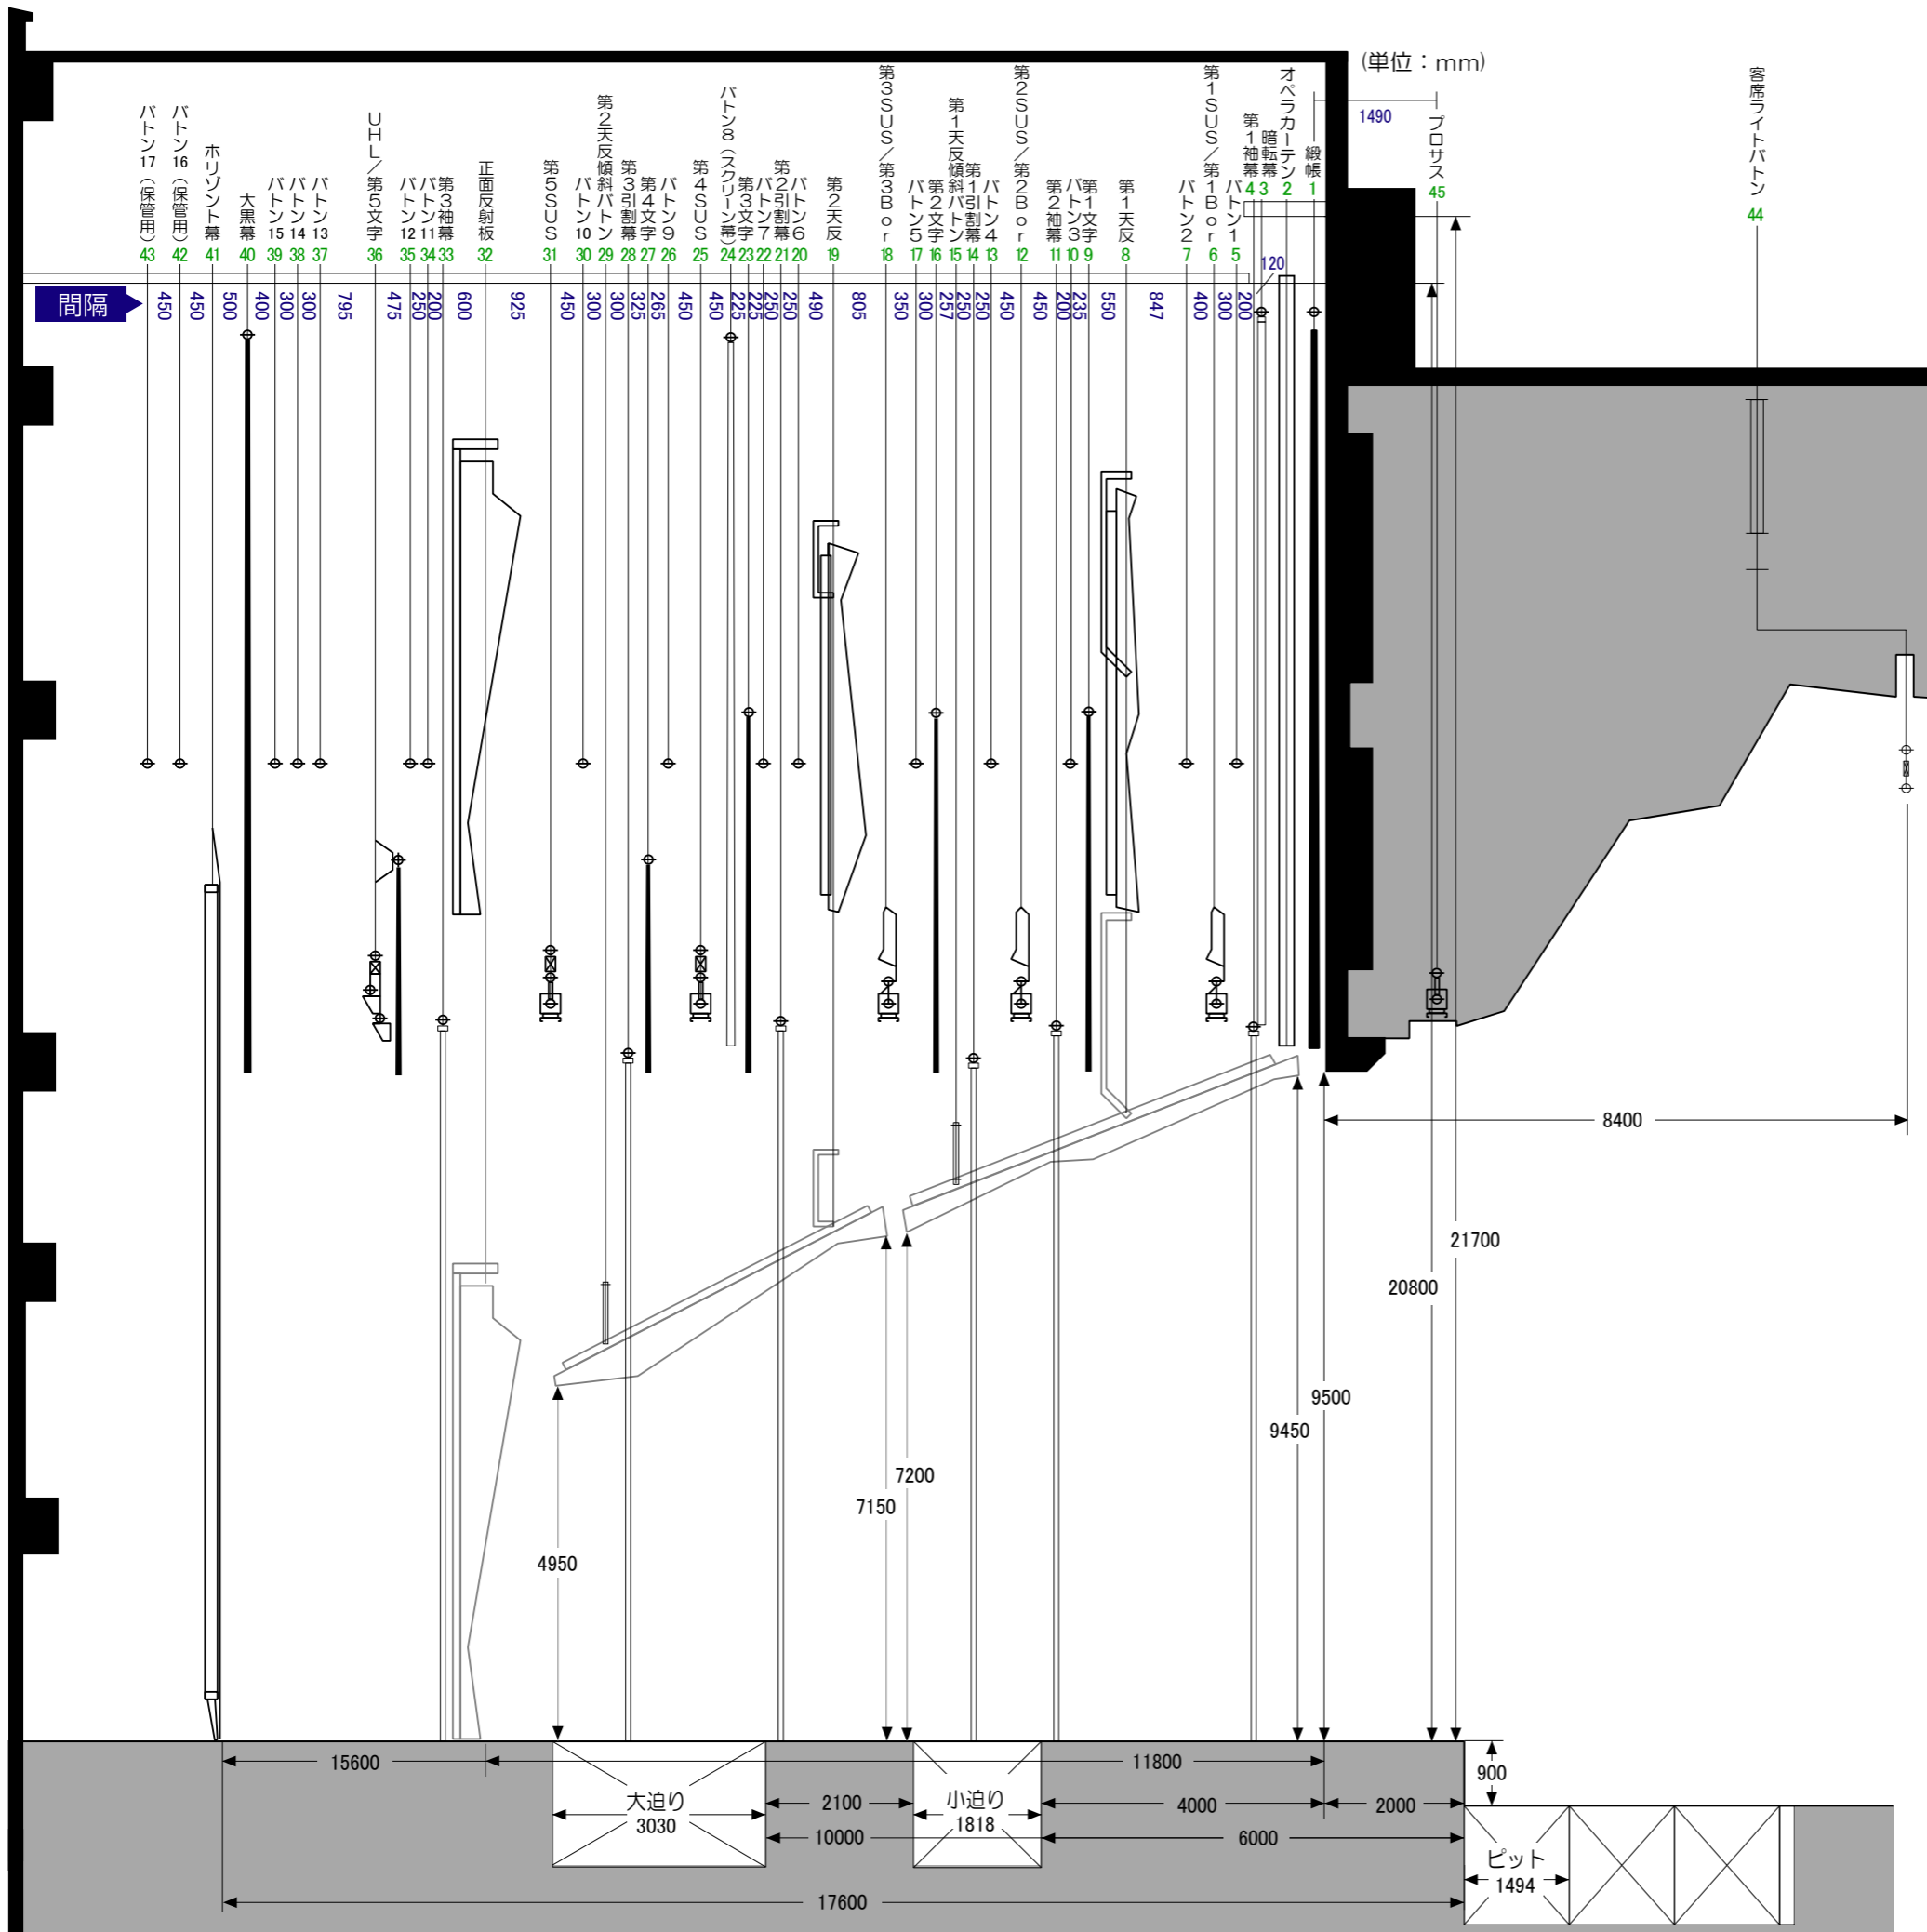 (単位：mm)
バトン17（保管用）
43
バトン16（保管用）
42
ホリゾント幕
41
大黒幕
40
バトン15
39
バトン14
38
バトン13
37
UHL／第5文字
36
バトン12
35
バトン11
34
第3袖幕
33
正面反射板
32
第5SUS
31
バトン10
30
第2天反傾斜バトン
29
第3引割幕
28
第4文字
27
バトン9
26
第4SUS
25
バトン8（スクリーン幕）
24
第3文字
23
バトン7
22
第2引割幕
21
バトン6
20
第2天反
19
第3SUS／第3Bor
18
バトン5
17
第2文字
16
第1天反傾斜バトン
15
第1引割幕
14
バトン4
13
第2SUS／第2Bor
12
第2袖幕
11
バトン3
10
第1文字
9
第1天反
8
バトン2
7
第1SUS／第1Bor
6
バトン1
5
第1袖幕
4
暗転幕
3
オペラカーテン
2
緞帳
1
プロサス
45
客席ライトバトン
44
1490
120
間隔
450
450
500
400
300
300
795
475
250
200
600
925
450
300
300
325
265
450
450
225
225
250
250
490
805
350
300
257
250
250
450
450
200
235
550
847
400
300
200
8400
21700
20800
9500
9450
7200
7150
4950
15600
11800
900
大迫り
3030
2100
小迫り
1818
4000
2000
10000
6000
ピット
1494
17600